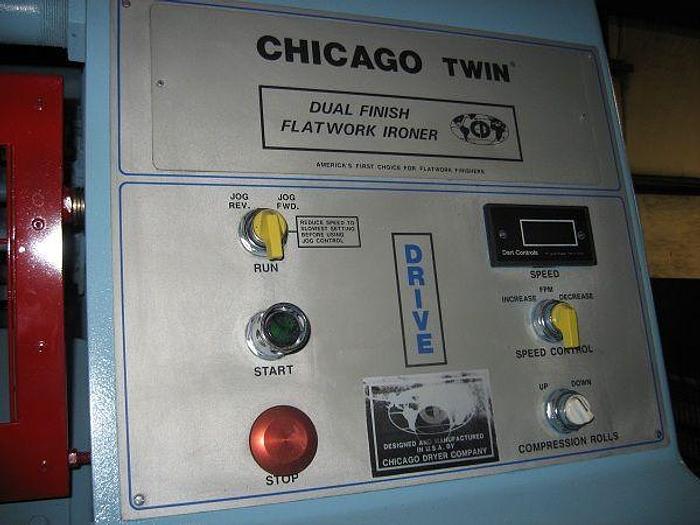 CHICAGO TWIN®
DUAL FINISH
FLATWORK IRONER
CD
AMERICA'S FIRST CHOICE FOR FLATWORK FINISHERS
JOG
REV.
JOG
FWD.
REDUCE SPEED TO
SLOWEST SETTING
BEFORE USING
JOG CONTROL
RUN
START
STOP
DRIVE
Dart Controls
SPEED
FPM
INCREASE DECREASE
SPEED CONTROL
UP DOWN
COMPRESSION ROLLS
DESIGNED AND MANUFACTURED
IN U.S.A. BY
CHICAGO DRYER COMPANY